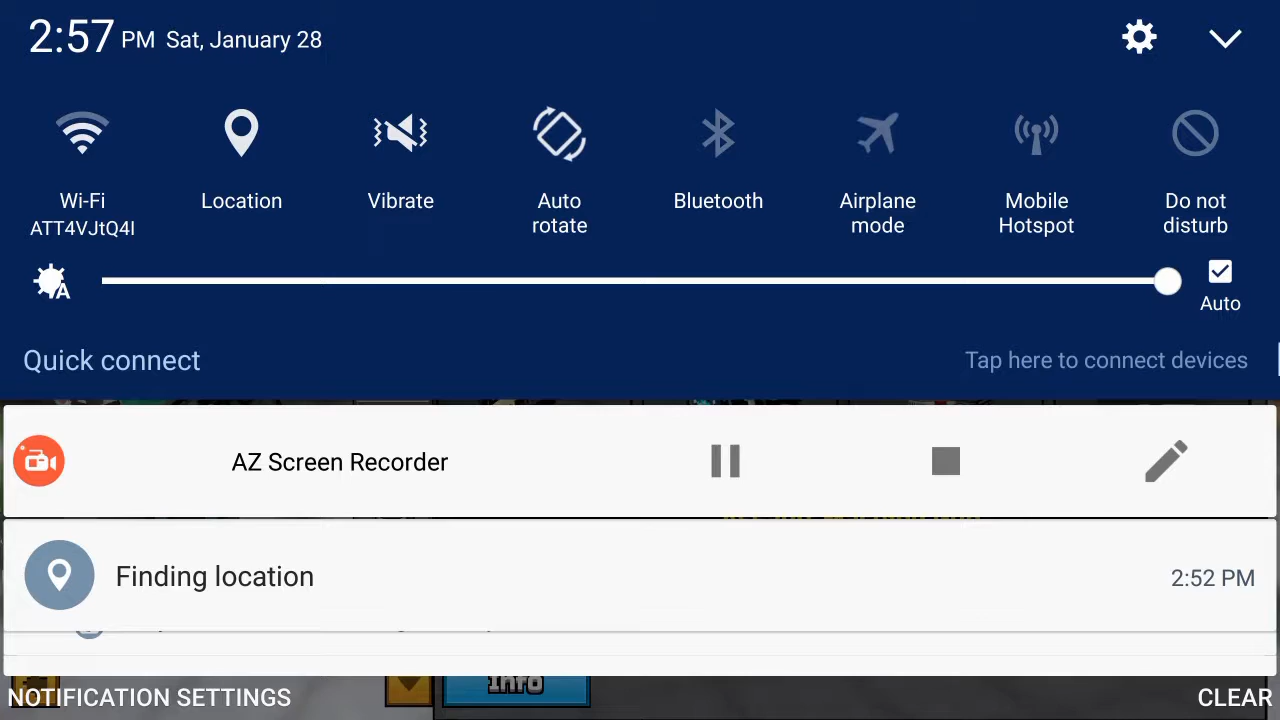 2:57 PM Sat, January 28
Wi-Fi
ATT4VJtQ4I
Location
Vibrate
Auto
rotate
Bluetooth
Airplane
mode
Mobile
Hotspot
Do not
disturb
A
Auto
Quick connect
Tap here to connect devices
AZ Screen Recorder
Finding location
2:52 PM
Info
NOTIFICATION SETTINGS
CLEAR